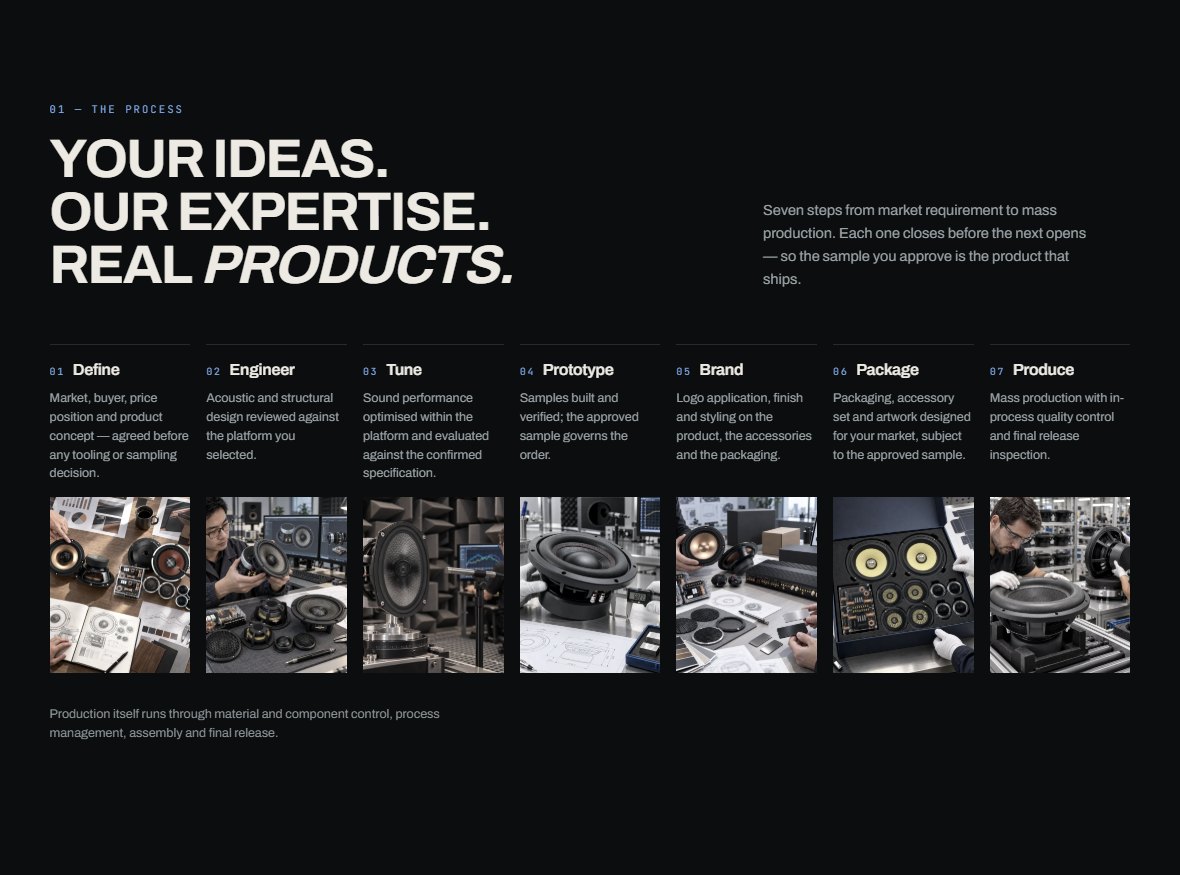 01 — THE PROCESS
YOUR IDEAS.
OUR EXPERTISE.
REAL PRODUCTS.
Seven steps from market requirement to mass
production. Each one closes before the next opens
— so the sample you approve is the product that
ships.
01 Define
Market, buyer, price
position and product
concept — agreed before
any tooling or sampling
decision.
02 Engineer
Acoustic and structural
design reviewed against
the platform you
selected.
03 Tune
Sound performance
optimised within the
platform and evaluated
against the confirmed
specification.
04 Prototype
Samples built and
verified; the approved
sample governs the
order.
05 Brand
Logo application, finish
and styling on the
product, the accessories
and the packaging.
06 Package
Packaging, accessory
set and artwork designed
for your market, subject
to the approved sample.
07 Produce
Mass production with in-
process quality control
and final release
inspection.
Production itself runs through material and component control, process
management, assembly and final release.